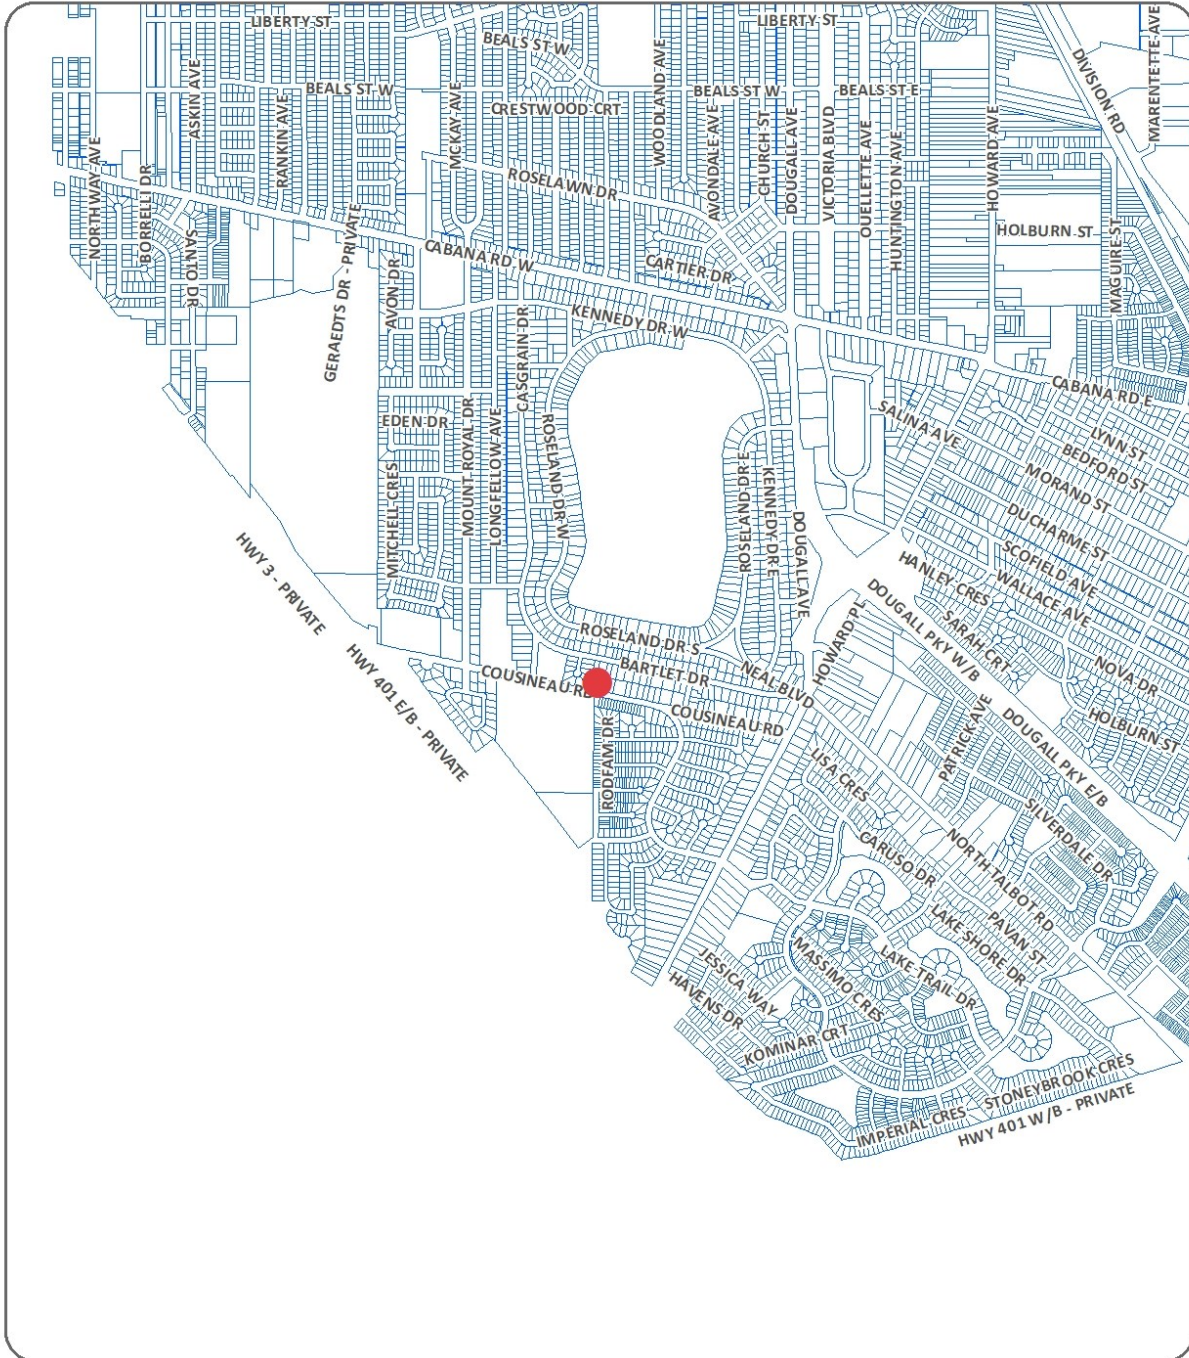 LIBERTY ST
LIBERTY ST
MARENTETTE AVE
BEALS ST W
DIVISION RD
WOODLAND AVE
ASKIN AVE
BEALS ST W
BEALS ST W
BEALS ST E
RANKIN AVE
MCKAY AVE
CRESTWOOD CRT
AVONDALE AVE
CHURCH ST
DOUGALL AVE
VICTORIA BLVD
OUELLETTE AVE
HUNTINGTON AVE
HOWARD AVE
NORTHWAY AVE
BORRELLI DR
ROSELAWN DR
SANTO DR
GERAEDTS DR - PRIVATE
HOLBURN ST
MAGUIRE ST
AVON DR
CABANA RD W
CARTIER DR
KENNEDY DR W
CASGRAIN DR
CABANA RD E
EDEN DR
MOUNT ROYAL DR
LONGFELLOW AVE
ROSELAND DR W
SALINA AVE
LYNN ST
BEDFORD ST
MORAND ST
MITCHELL CRES
ROSELAND DR E
KENNEDY DR E
DOUGALL AVE
DUCHARME ST
SCOFIELD AVE
HWY 3 - PRIVATE
HANLEY CRES
WALLACE AVE
DOUGALL PKY W/B
HOWARD PL
SARAH CRT
ROSELAND DR S
HWY 401 E/B - PRIVATE
COUSINEAU RD
BARTLET DR
NEAL BLVD
NOVA DR
COUSINEAU RD
HOLBURN ST
PATRICK AVE
DOUGALL PKY E/B
RODFAM DR
LISA CRES
SILVERDALE DR
CARUSO DR
NORTH TALBOT RD
LAKE SHORE DR
PAVAN ST
JESSICA WAY
MASSIMO CRES
LAKE TRAIL DR
HAVENS DR
KOMINAR CRT
STONEYBROOK CRES
IMPERIAL CRES
HWY 401 W/B - PRIVATE